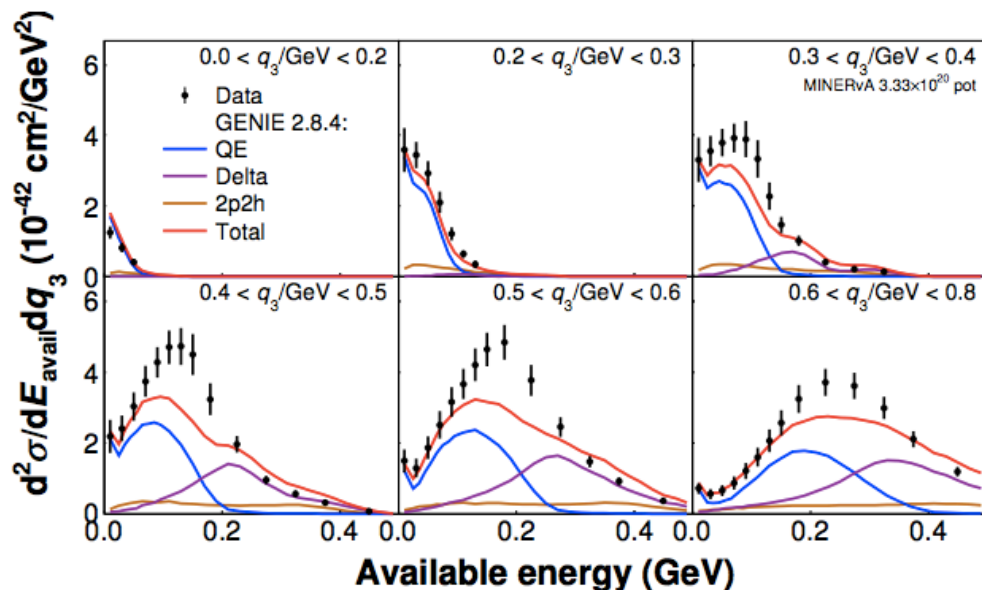 d²σ/dE_avail dq₃ (10⁻⁴² cm²/GeV²)
0.0 < q₃/GeV < 0.2
0.2 < q₃/GeV < 0.3
0.3 < q₃/GeV < 0.4
MINERvA 3.33×10²⁰ pot
6
4
2
0
Data
GENIE 2.8.4:
QE
Delta
2p2h
Total
0.4 < q₃/GeV < 0.5
0.5 < q₃/GeV < 0.6
0.6 < q₃/GeV < 0.8
6
4
2
0
0.0 0.2 0.4 0.0 0.2 0.4 0.0 0.2 0.4
Available energy (GeV)